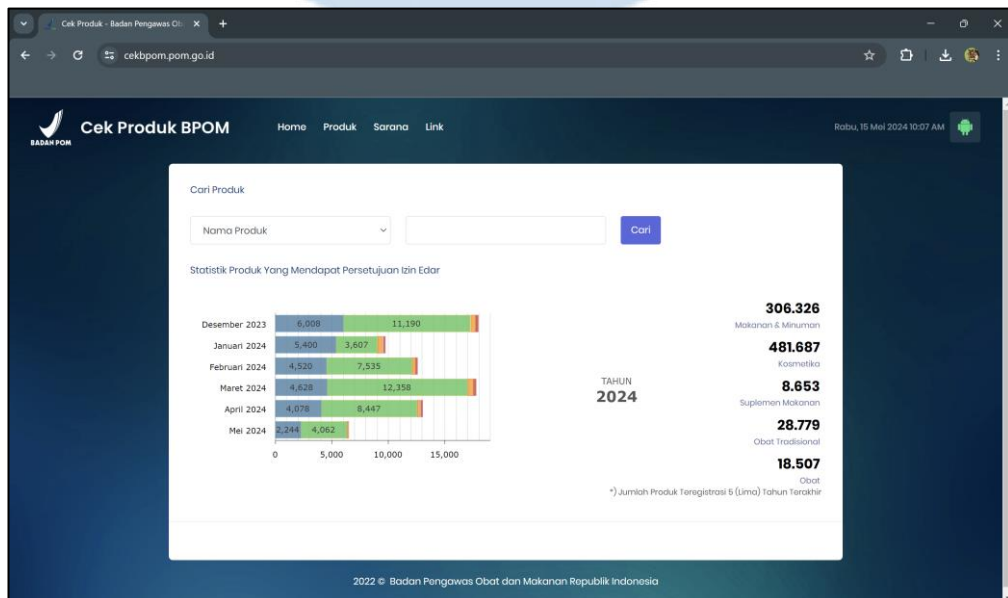 Cek Produk - Badan Pengawas Ob
cekbpom.pom.go.id
BADAN POM
Cek Produk BPOM
Home Produk Sarana Link
Rabu, 15 Mei 2024 10:07 AM
Cari Produk
Nama Produk
Cari
Statistik Produk Yang Mendapat Persetujuan Izin Edar
Desember 2023 6,008 11,190
Januari 2024 5,400 3,607
Februari 2024 4,520 7,535
Maret 2024 4,628 12,358
April 2024 4,078 8,447
Mei 2024 2,244 4,062
0 5,000 10,000 15,000
TAHUN
2024
306.326
Makanan & Minuman
481.687
Kosmetika
8.653
Suplemen Makanan
28.779
Obat Tradisional
18.507
Obat
*) Jumlah Produk Teregistrasi 5 (Lima) Tahun Terakhir
2022 © Badan Pengawas Obat dan Makanan Republik Indonesia